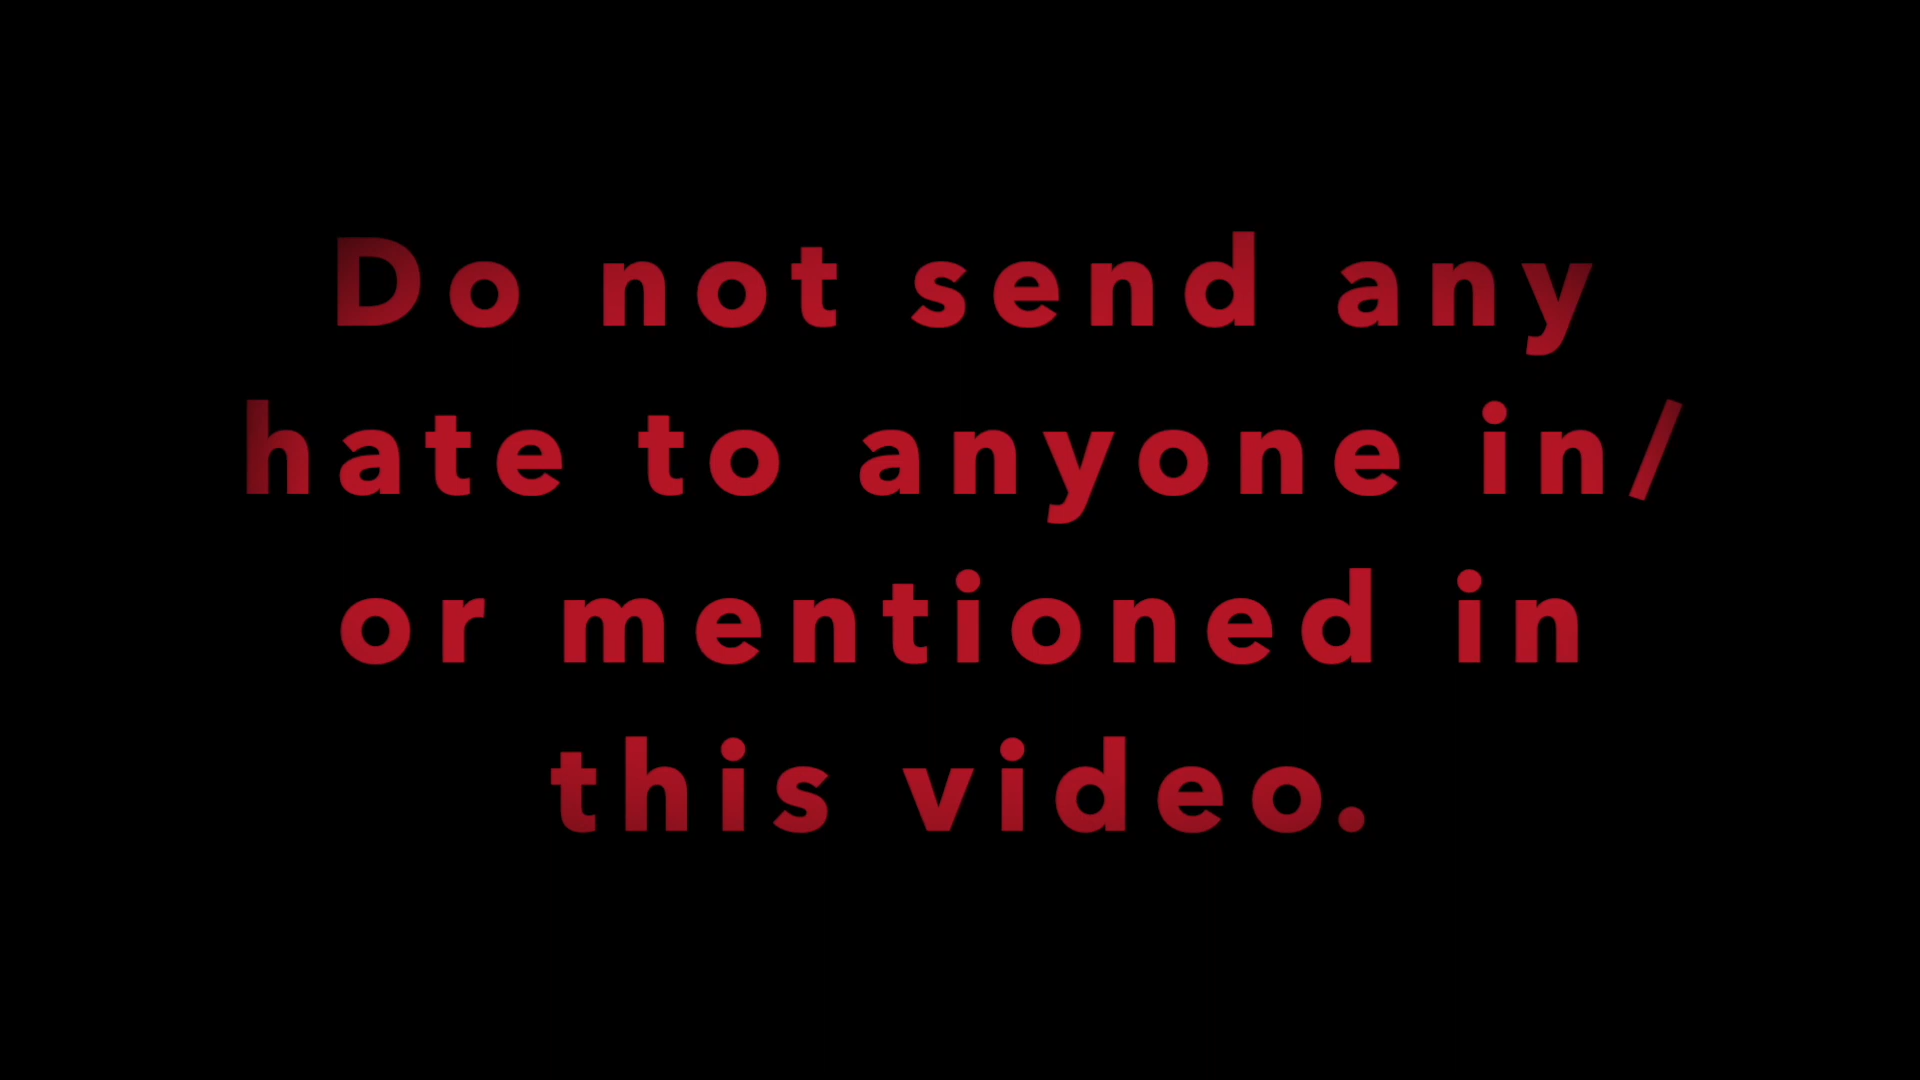 Do not send any
hate to anyone in/
or mentioned in
this video.